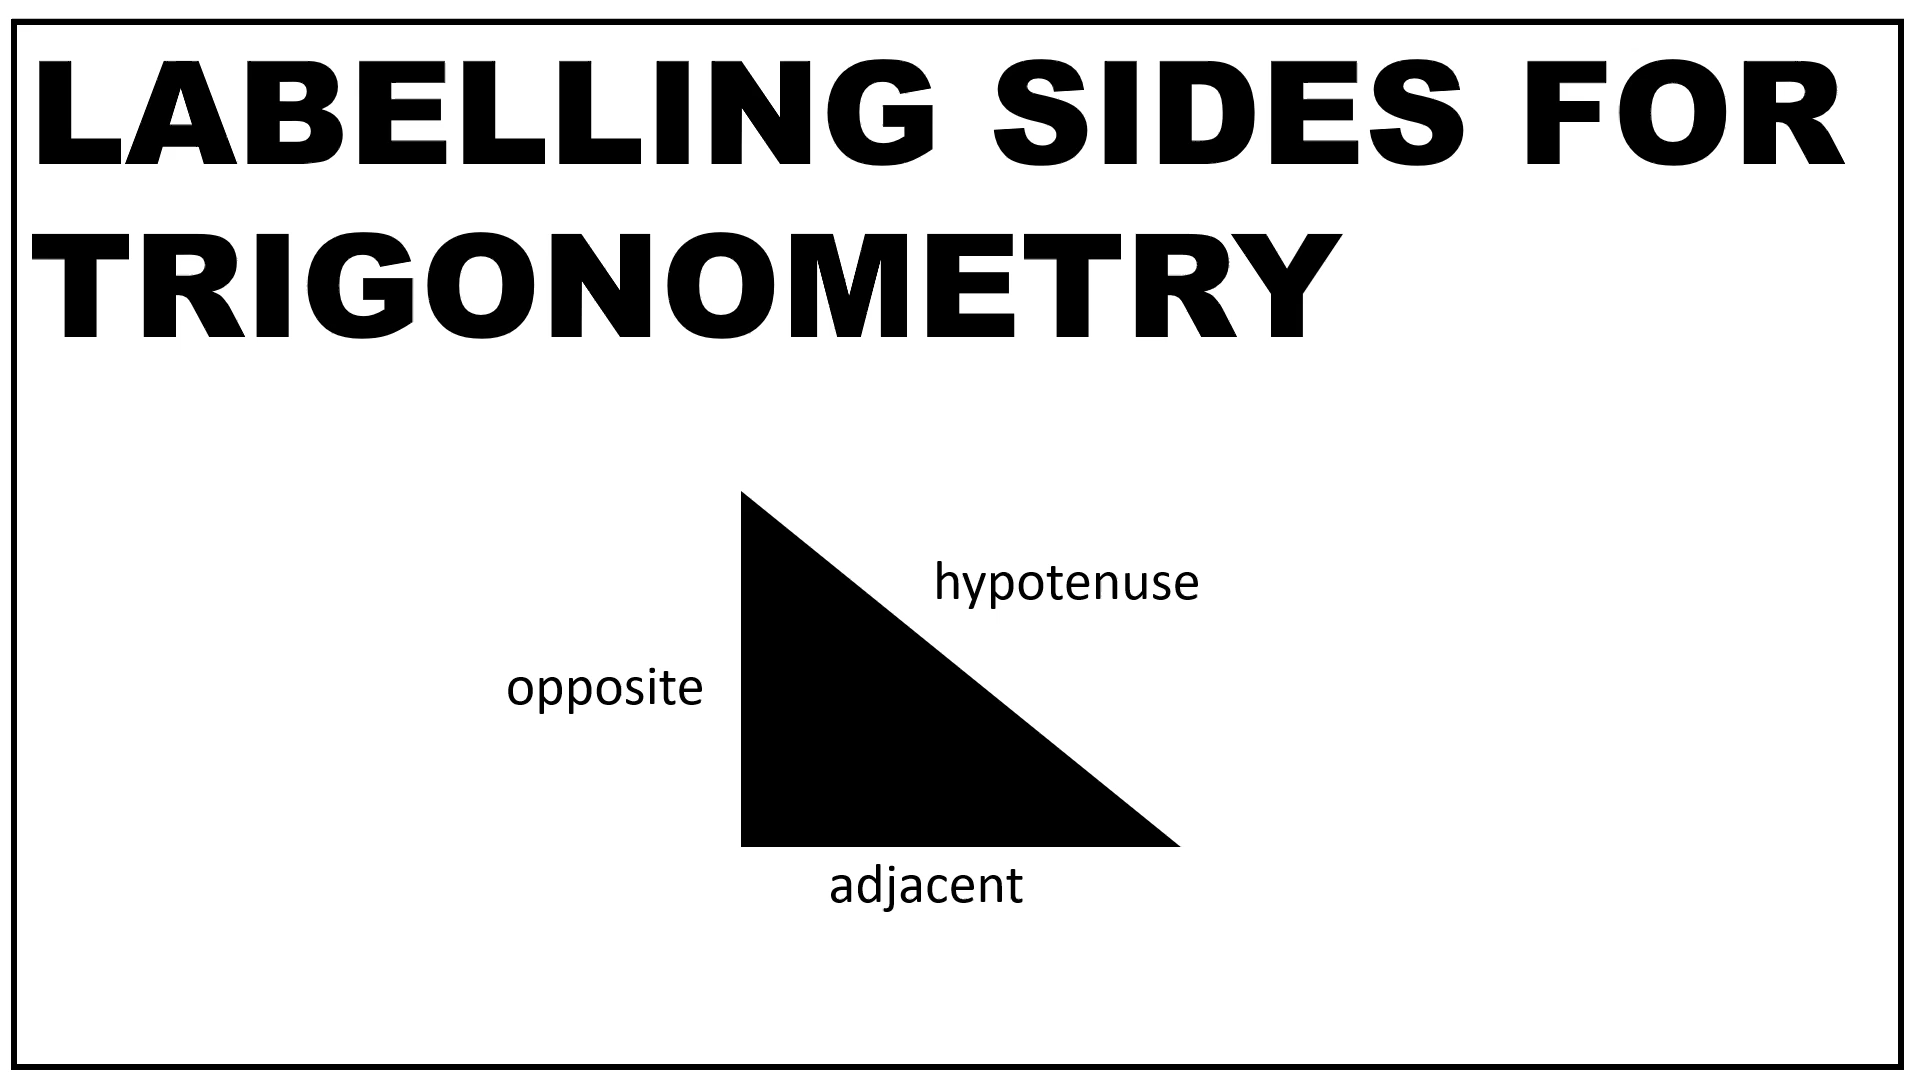 LABELLING SIDES FOR
TRIGONOMETRY
hypotenuse
opposite
adjacent